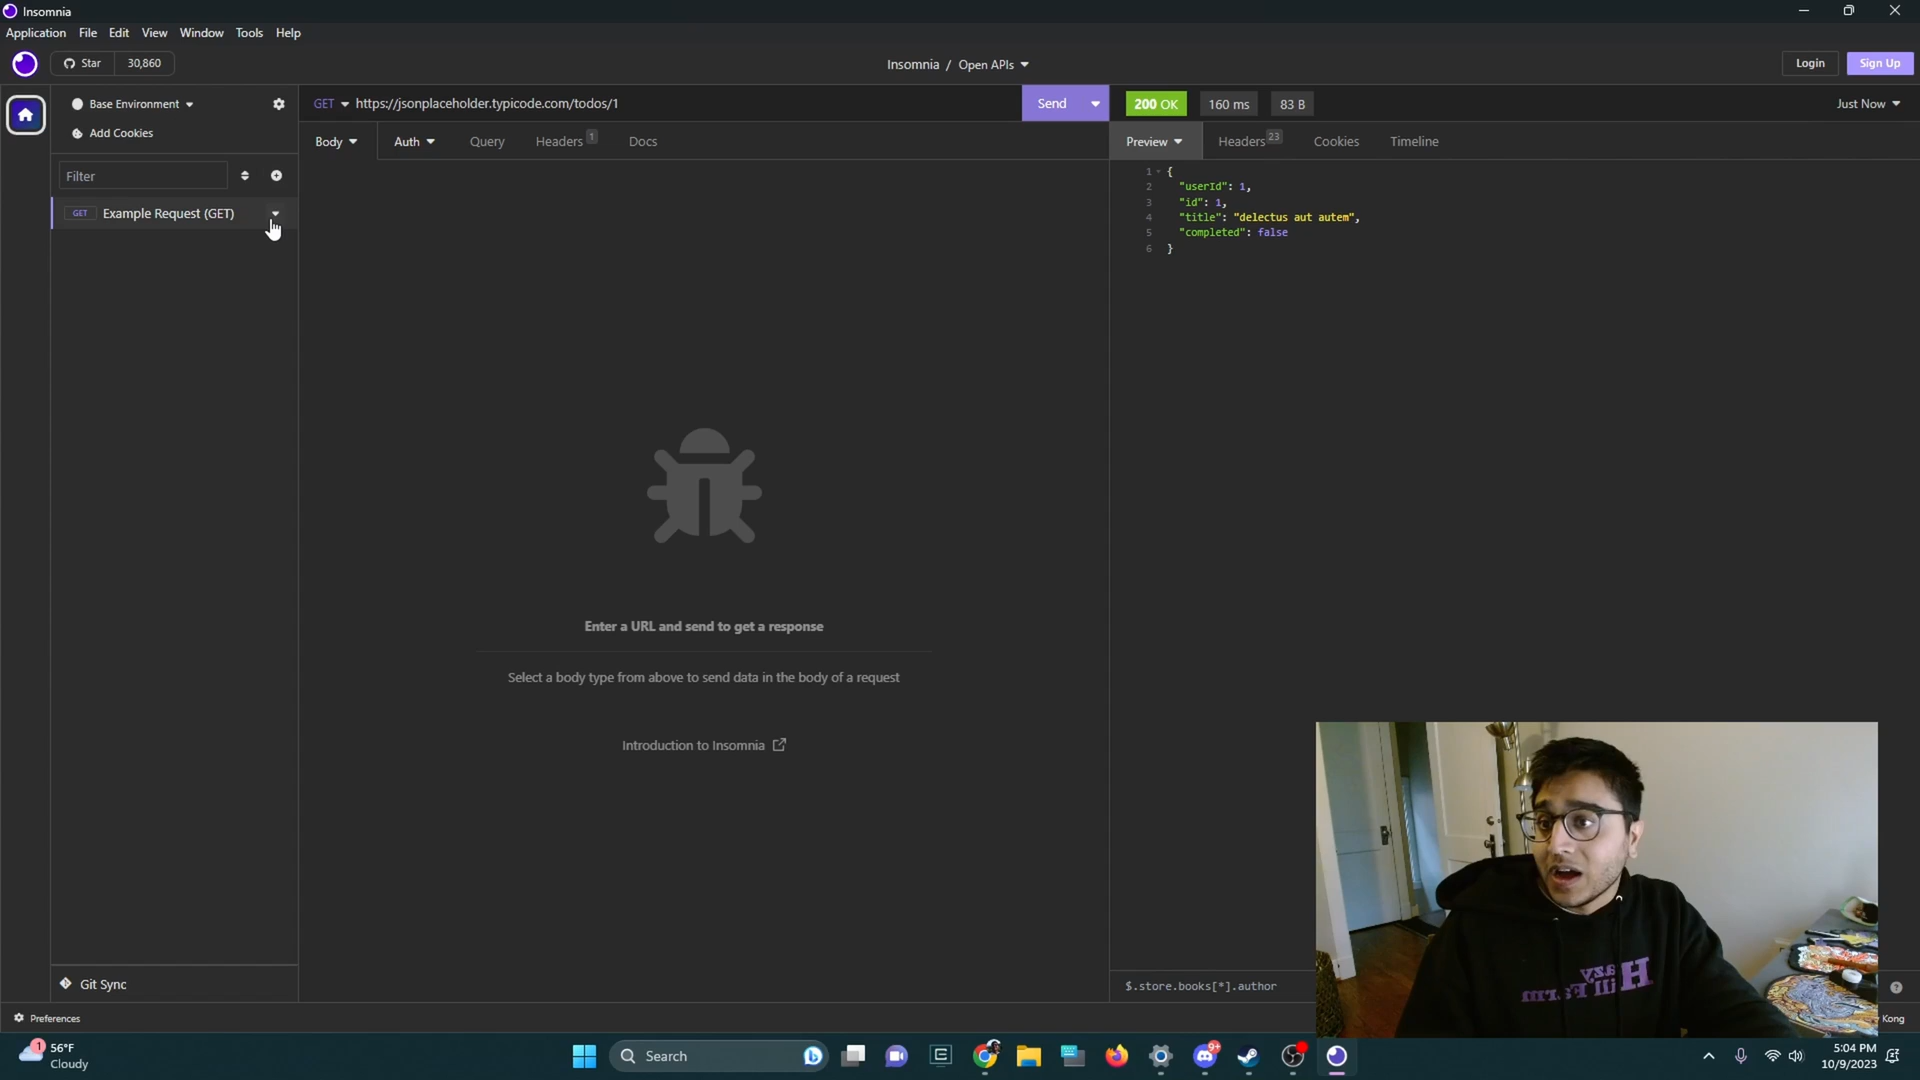 Insomnia
Application File Edit View Window Tools Help
Star 30,860
Insomnia / Open APIs
Login Sign Up
Base Environment
GET https://jsonplaceholder.typicode.com/todos/1
Send
200 OK 160 ms 83 B
Just Now
Add Cookies
Body Auth Query Headers 1 Docs
Preview Headers 23 Cookies Timeline
Filter
GET Example Request (GET)
1 {
2 "userId": 1,
3 "id": 1,
4 "title": "delectus aut autem",
5 "completed": false
6 }
Enter a URL and send to get a response
Select a body type from above to send data in the body of a request
Introduction to Insomnia
Hazy
Hill Farm
Git Sync
$.store.books[*].author
Preferences
Kong
1 56°F
Cloudy
Search
9+
5:04 PM
10/9/2023